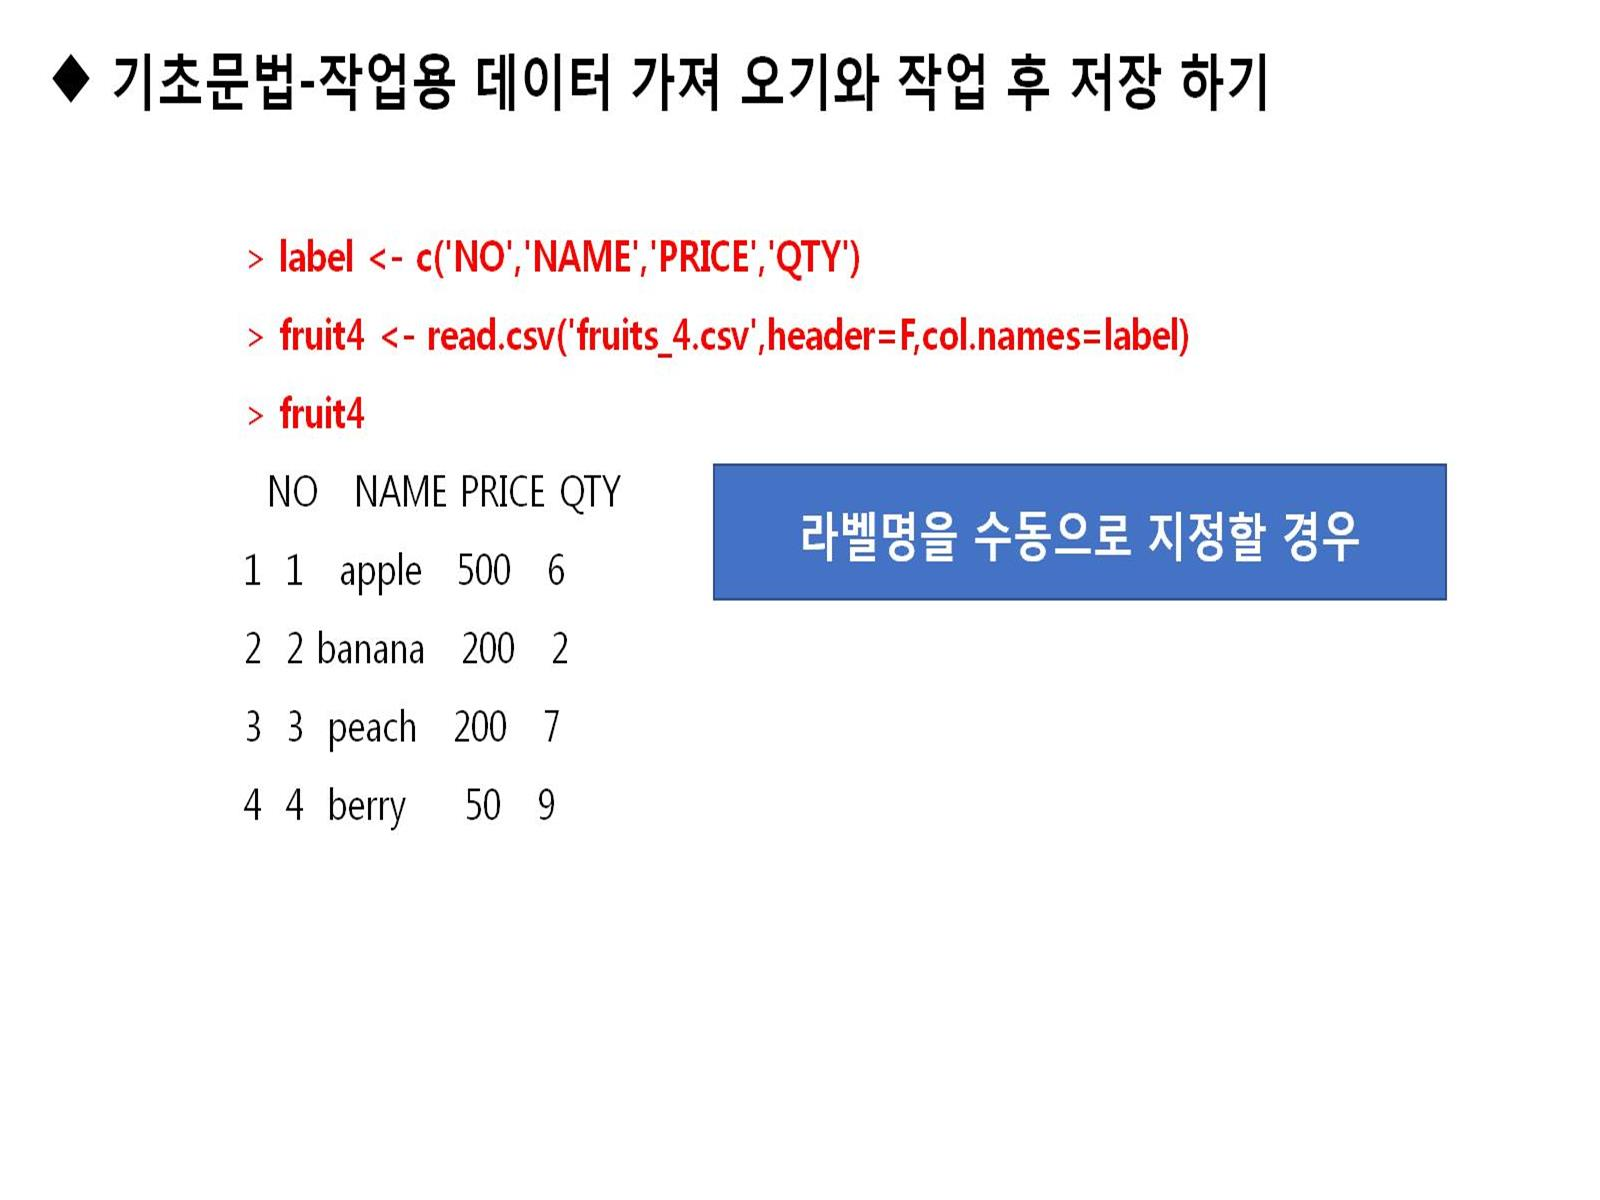 ◆ 기초문법-작업용 데이터 가져 오기와 작업 후 저장 하기
> label <- c('NO','NAME','PRICE','QTY')
> fruit4 <- read.csv('fruits_4.csv',header=F,col.names=label)
> fruit4
NO NAME PRICE QTY
1 1 apple 500 6
2 2 banana 200 2
3 3 peach 200 7
4 4 berry 50 9
라벨명을 수동으로 지정할 경우